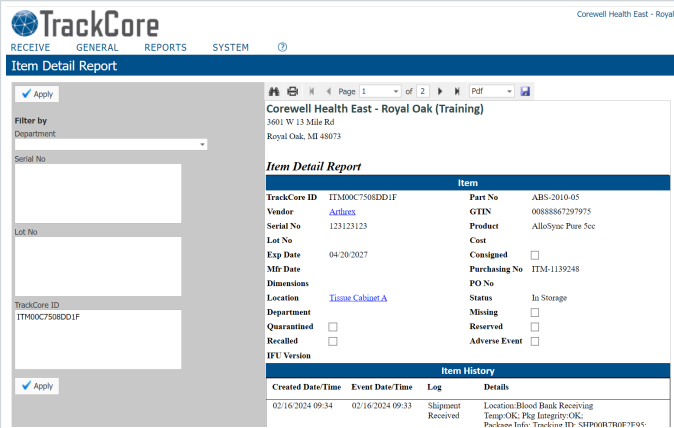 Corewell Health East - Royal
TrackCore
RECEIVE GENERAL REPORTS SYSTEM ?
Item Detail Report
Apply
Page 1 of 2 Pdf
Filter by
Department
Serial No
Lot No
TrackCore ID
ITM00C7508DD1F
Apply
Corewell Health East - Royal Oak (Training)
3601 W 13 Mile Rd
Royal Oak, MI 48073
Item Detail Report
Item
TrackCore ID ITM00C7508DD1F Part No ABS-2010-05
Vendor Arthrex GTIN 00888867297975
Serial No 123123123 Product AlloSync Pure 5cc
Lot No Cost
Exp Date 04/20/2027 Consigned
Mfr Date Purchasing No ITM-1139248
Dimensions PO No
Location Tissue Cabinet A Status In Storage
Department Missing
Quarantined Reserved
Recalled Adverse Event
IFU Version
Item History
Created Date/Time Event Date/Time Log Details
02/16/2024 09:34 02/16/2024 09:33 Shipment Location:Blood Bank Receiving
Received Temp:OK; Pkg Integrity:OK;
Package Info: Tracking ID: SHP00B7B0F2F95;